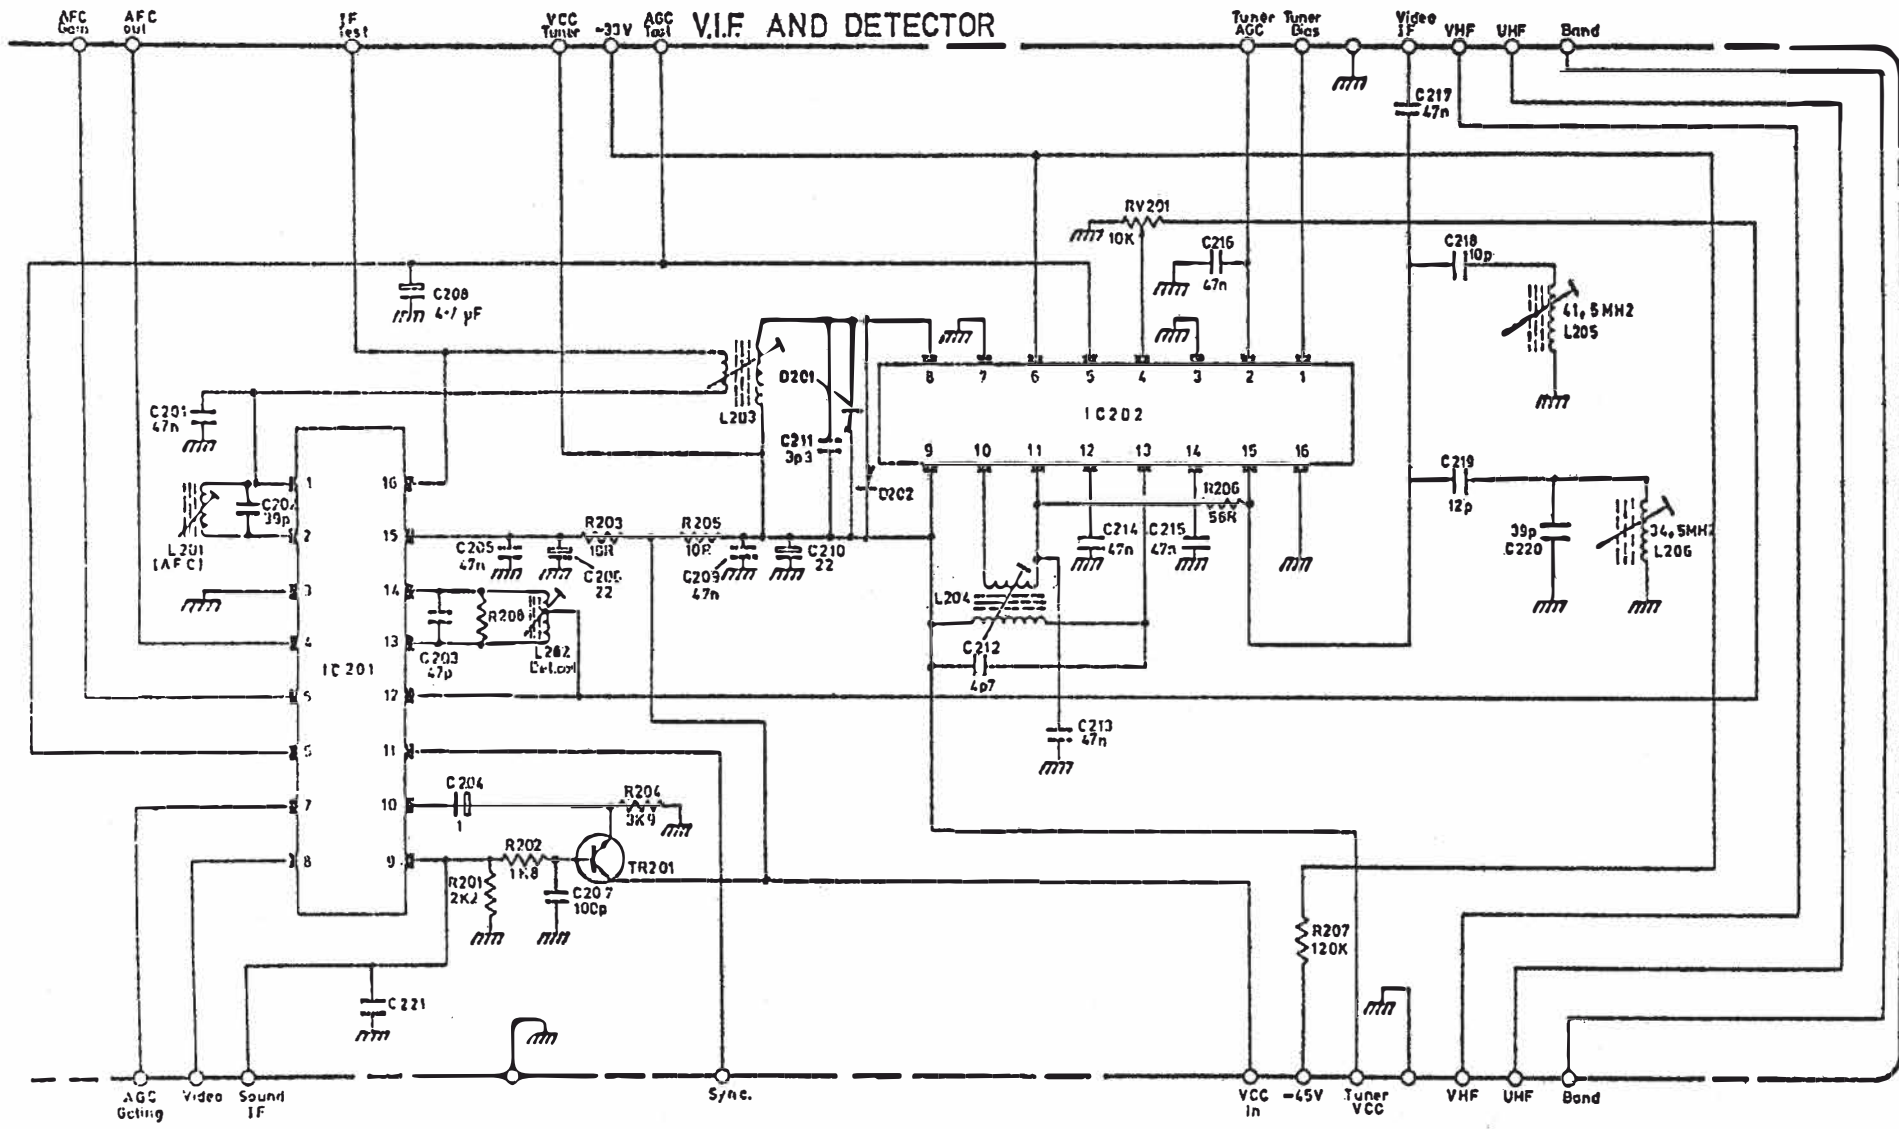 AFC
Gain
AFC
out
IF
Test
VCC
Tuner
-33V
AGC
Test
V.I.F. AND DETECTOR
Tuner
AGC
Tuner
Bias
Video
IF
VHF
UHF
Band
C217
47n
RV201
10K
C216
47n
C218
10p
C208
4·7 µF
41,5MHZ
L205
D201
L203
C201
47n
8 7 6 5 4 3 2 1
IC202
C211
3p3
9 10 11 12 13 14 15 16
D202
C219
12p
R206
56R
1 16
C202
39p
L201
(AFC)
2 15
C205
47n
C206
22
R203
10R
R205
10R
C209
47n
C210
22
C214
47n
C215
47n
39p
C220
34,5MHZ
L206
3 14
R208
L204
4 13
C203
47p
L202
Det.coil
C212
4p7
IC201
5 12
C213
47n
6 11
C204
1
7 10
R204
3K9
R202
1K8
8 9
TR201
R201
2K2
C207
100p
R207
120K
C221
AGC
Gating
Video
Sound
IF
Sync.
VCC
In
-45V
Tuner
VCC
VHF
UHF
Band